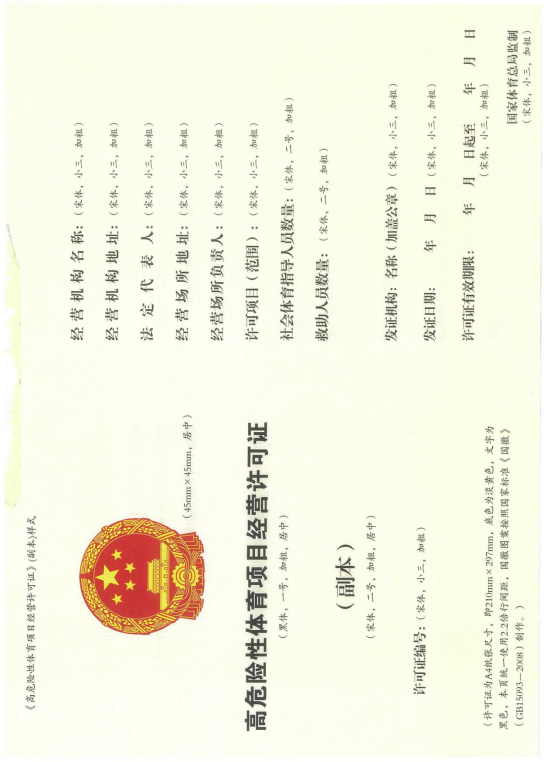 《高危险性体育项目经营许可证》(副本)样式
(45mm×45mm, 居中)
高危险性体育项目经营许可证
(黑体, 一号, 加粗, 居中)
(副本)
(宋体, 二号, 加粗, 居中)
许可证编号:(宋体, 小三, 加粗)
(许可证为A4纸张尺寸, 即210mm×297mm, 底色为淡黄色, 文字为
黑色, 本页统一使用2.2倍行间距, 国徽图案按照国家标准《国徽》
(GB15093—2008)制作。)
经营机构名称:(宋体, 小三, 加粗)
经营机构地址:(宋体, 小三, 加粗)
法定代表人:(宋体, 小三, 加粗)
经营场所地址:(宋体, 小三, 加粗)
经营场所负责人:(宋体, 小三, 加粗)
许可项目(范围):(宋体, 小三, 加粗)
社会体育指导人员数量:(宋体, 二号, 加粗)
救助人员数量:(宋体, 二号, 加粗)
发证机构: 名称(加盖公章)(宋体, 小三, 加粗)
发证日期: 年 月 日(宋体, 小三, 加粗)
许可证有效期限: 年 月 日起至 年 月 日
(宋体, 小三, 加粗)
国家体育总局监制
(宋体, 小三, 加粗)